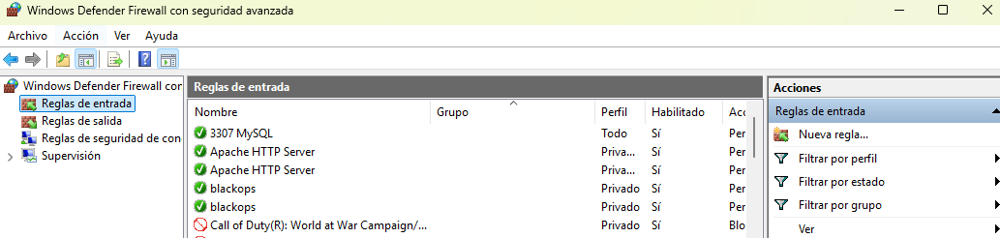 Windows Defender Firewall con seguridad avanzada
Archivo Acción Ver Ayuda
Windows Defender Firewall cor
Reglas de entrada
Reglas de salida
Reglas de seguridad de con
Supervisión
Reglas de entrada
Nombre Grupo Perfil Habilitado Acc
3307 MySQL Todo Sí Per
Apache HTTP Server Priva... Sí Per
Apache HTTP Server Priva... Sí Per
blackops Privado Sí Per
blackops Privado Sí Per
Call of Duty(R): World at War Campaign/... Privado Sí Blo
Acciones
Reglas de entrada
Nueva regla...
Filtrar por perfil
Filtrar por estado
Filtrar por grupo
Ver